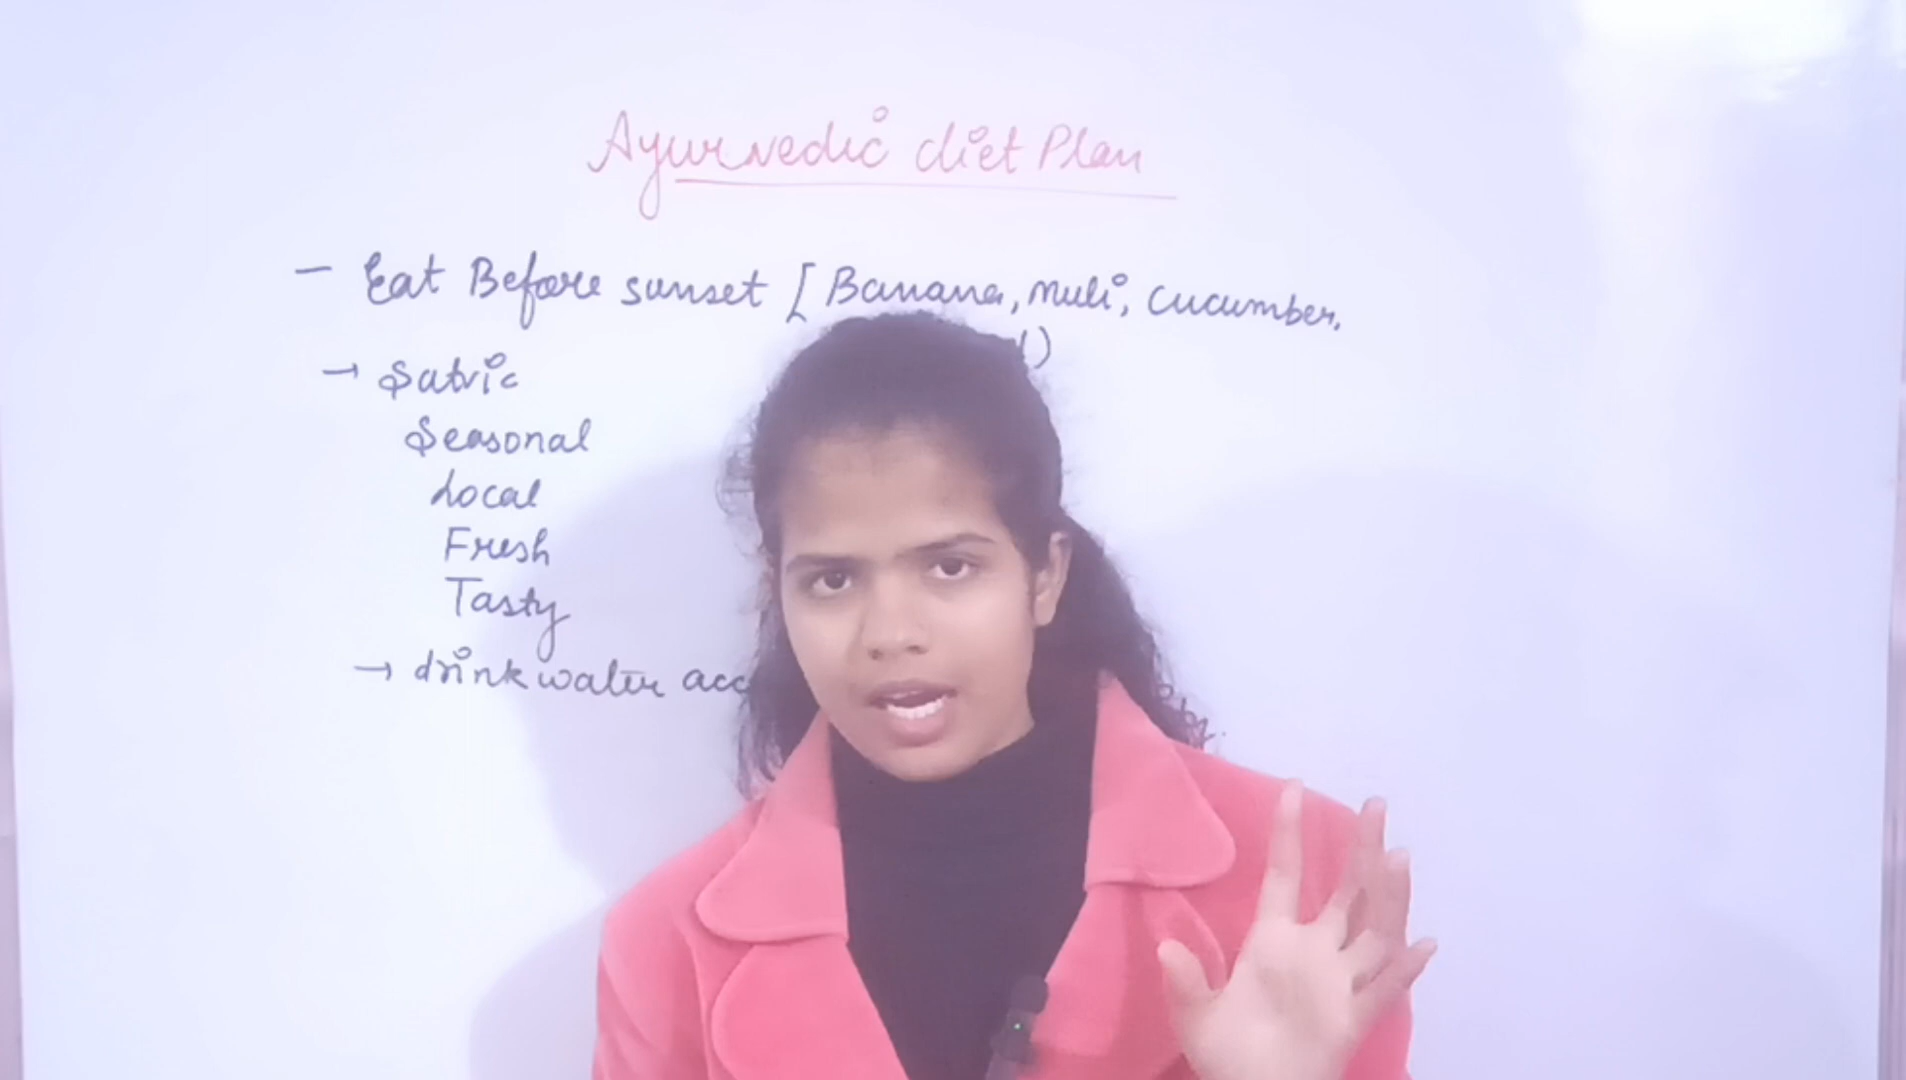 Ayurvedic diet Plan
- Eat Before sunset [Banana, muli, cucumber,
→ Satvic
Seasonal
Local
Fresh
Tasty
→ drink water